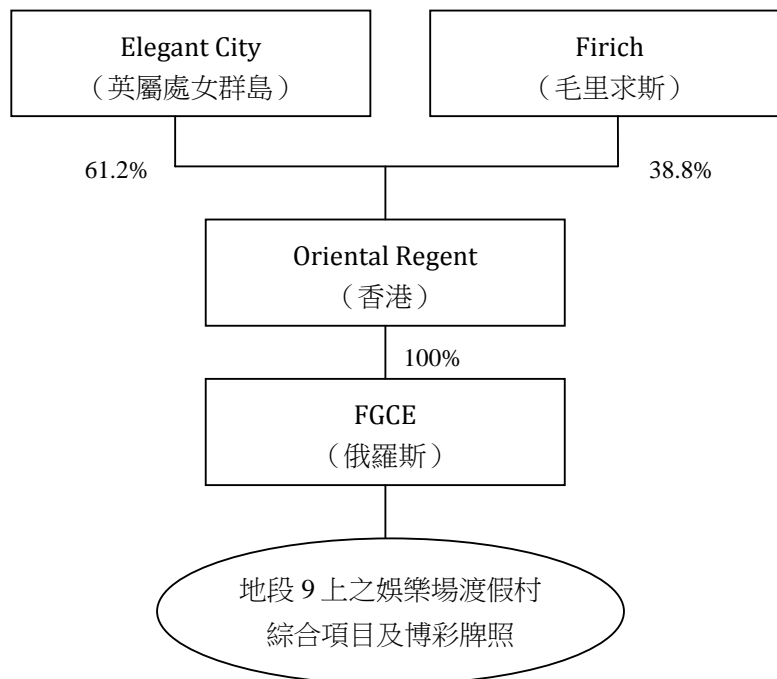 Elegant City
（英屬處女群島）
Firich
（毛里求斯）
61.2%
38.8%
Oriental Regent
（香港）
100%
FGCE
（俄羅斯）
地段 9 上之娛樂場渡假村
綜合項目及博彩牌照